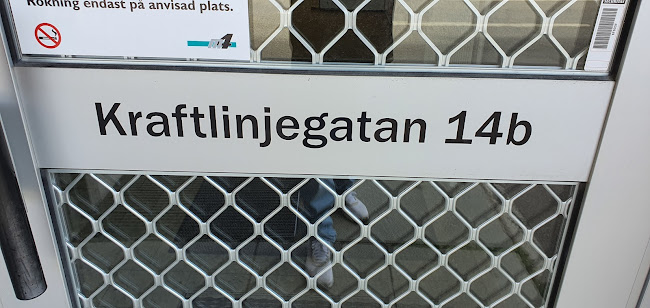 Rökning endast på anvisad plats.
Kraftlinjegatan 14b